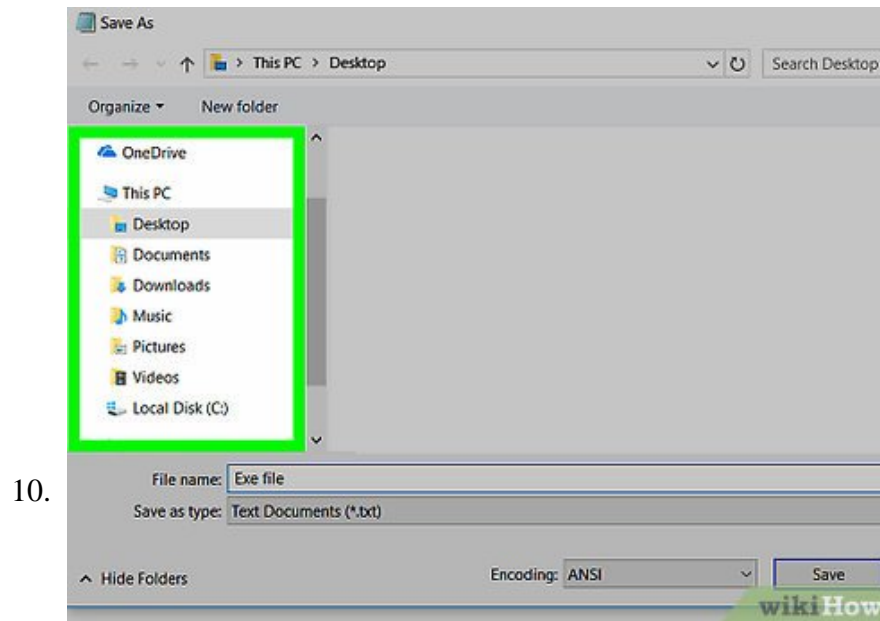 Save As
This PC > Desktop
Search Desktop
Organize
New folder
OneDrive
This PC
Desktop
Documents
Downloads
Music
Pictures
Videos
Local Disk (C:)
10.
File name: Exe file
Save as type: Text Documents (*.txt)
Hide Folders
Encoding: ANSI
Save
wikiHow